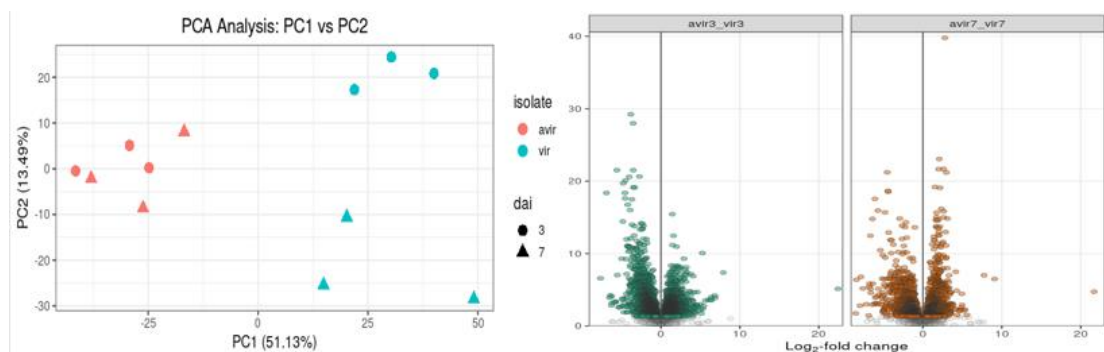 PCA Analysis: PC1 vs PC2
PC2 (13.49%)
20
10
0
-10
-20
-30
-25
0
25
50
PC1 (51.13%)
isolate
avir
vir
dai
3
7
avir3_vir3
avir7_vir7
40
30
20
10
0
0
10
20
0
10
20
Log₂-fold change